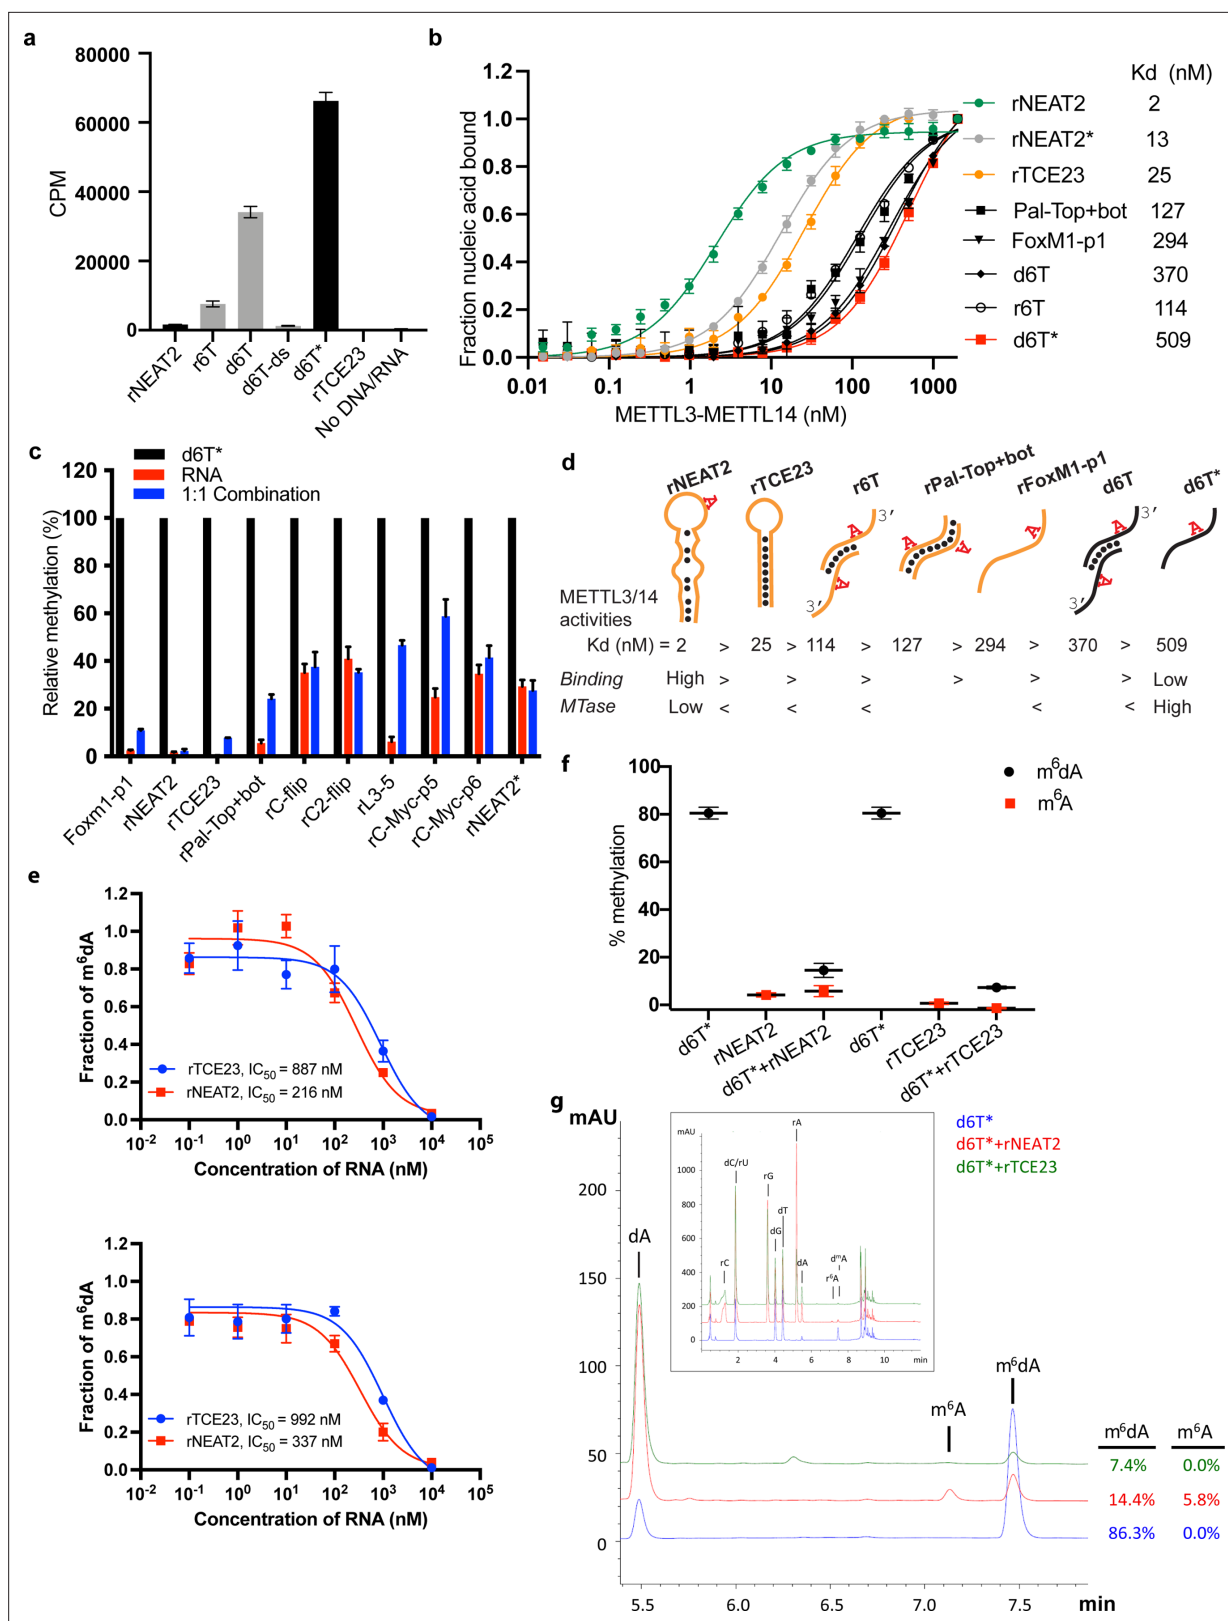 a
80000
60000
40000
20000
0
CPM
rNEAT2
r6T
d6T
d6T-ds
d6T*
rTCE23
No DNA/RNA
b
1.2
1.0
0.8
0.6
0.4
0.2
0.0
Fraction nucleic acid bound
0.01
0.1
1
10
100
1000
METTL3-METTL14 (nM)
Kd (nM)
rNEAT2 2
rNEAT2* 13
rTCE23 25
Pal-Top+bot 127
FoxM1-p1 294
d6T 370
r6T 114
d6T* 509
c
d6T*
RNA
1:1 Combination
120
100
80
60
40
20
0
Relative methylation (%)
Foxm1-p1
rNEAT2
rTCE23
rPal-Top+bot
rC-flip
rC2-flip
rL3-5
rC-Myc-p5
rC-Myc-p6
rNEAT2*
d
rNEAT2
rTCE23
r6T
rPal-Top+bot
rFoxM1-p1
d6T
d6T*
A
3'
A
3'
A
A
A
A
3'
A
A
3'
METTL3/14
activities
Kd (nM) = 2 > 25 > 114 > 127 > 294 > 370 > 509
Binding High > > > > > Low
MTase Low < < < < < High
e
1.2
1.0
0.8
0.6
0.4
0.2
0.0
Fraction of m6dA
rTCE23, IC50 = 887 nM
rNEAT2, IC50 = 216 nM
10-2
10-1
100
101
102
103
104
105
Concentration of RNA (nM)
1.2
1.0
0.8
0.6
0.4
0.2
0.0
Fraction of m6dA
rTCE23, IC50 = 992 nM
rNEAT2, IC50 = 337 nM
10-2
10-1
100
101
102
103
104
105
Concentration of RNA (nM)
f
100
80
60
40
20
0
% methylation
m6dA
m6A
d6T*
rNEAT2
d6T*+rNEAT2
d6T*
rTCE23
d6T*+rTCE23
g
mAU
200
150
100
50
0
d6T*
d6T*+rNEAT2
d6T*+rTCE23
mAU
1000
800
600
400
200
0
rC
dC/rU
rG
dG
dT
rA
dA
r6A
dmA
2
4
6
8
10
min
dA
m6A
m6dA
m6dA m6A
7.4% 0.0%
14.4% 5.8%
86.3% 0.0%
5.5
6.0
6.5
7.0
7.5
min